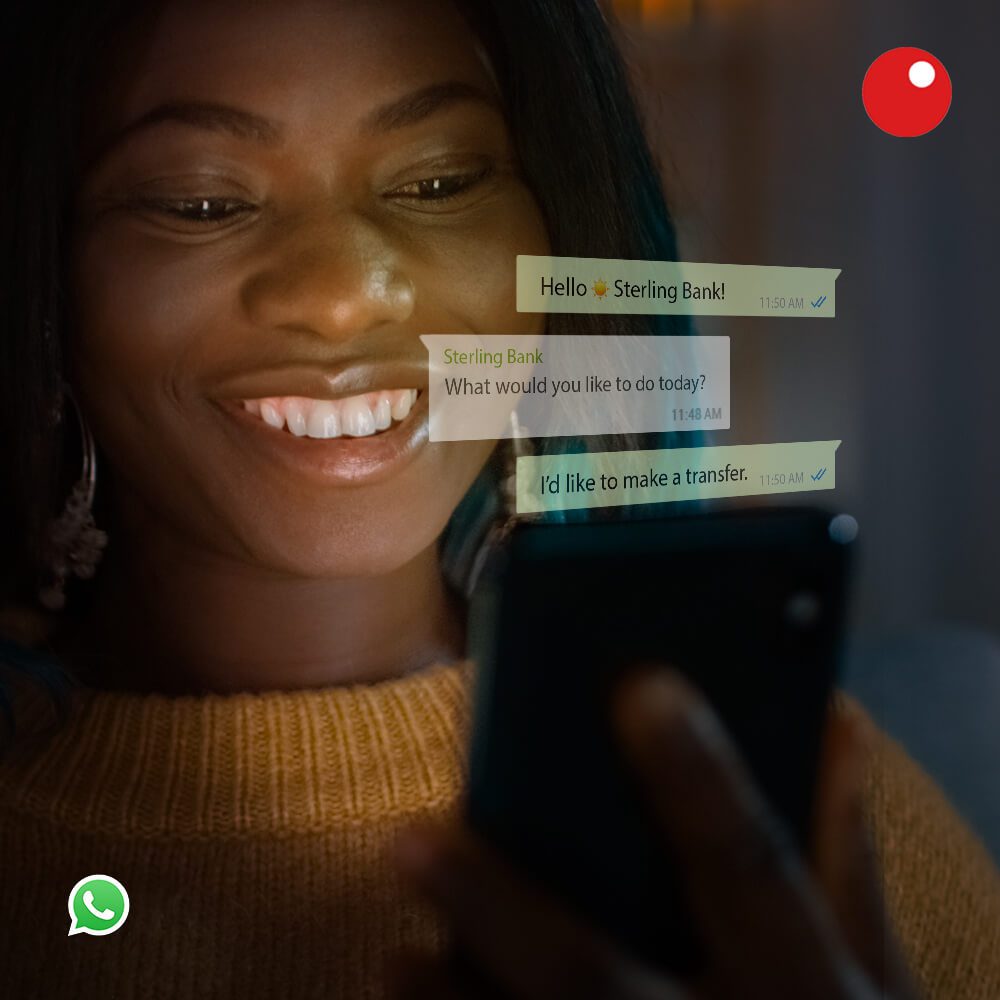 Hello ☀️ Sterling Bank!
11:50 AM
Sterling Bank
What would you like to do today?
11:48 AM
I'd like to make a transfer.
11:50 AM